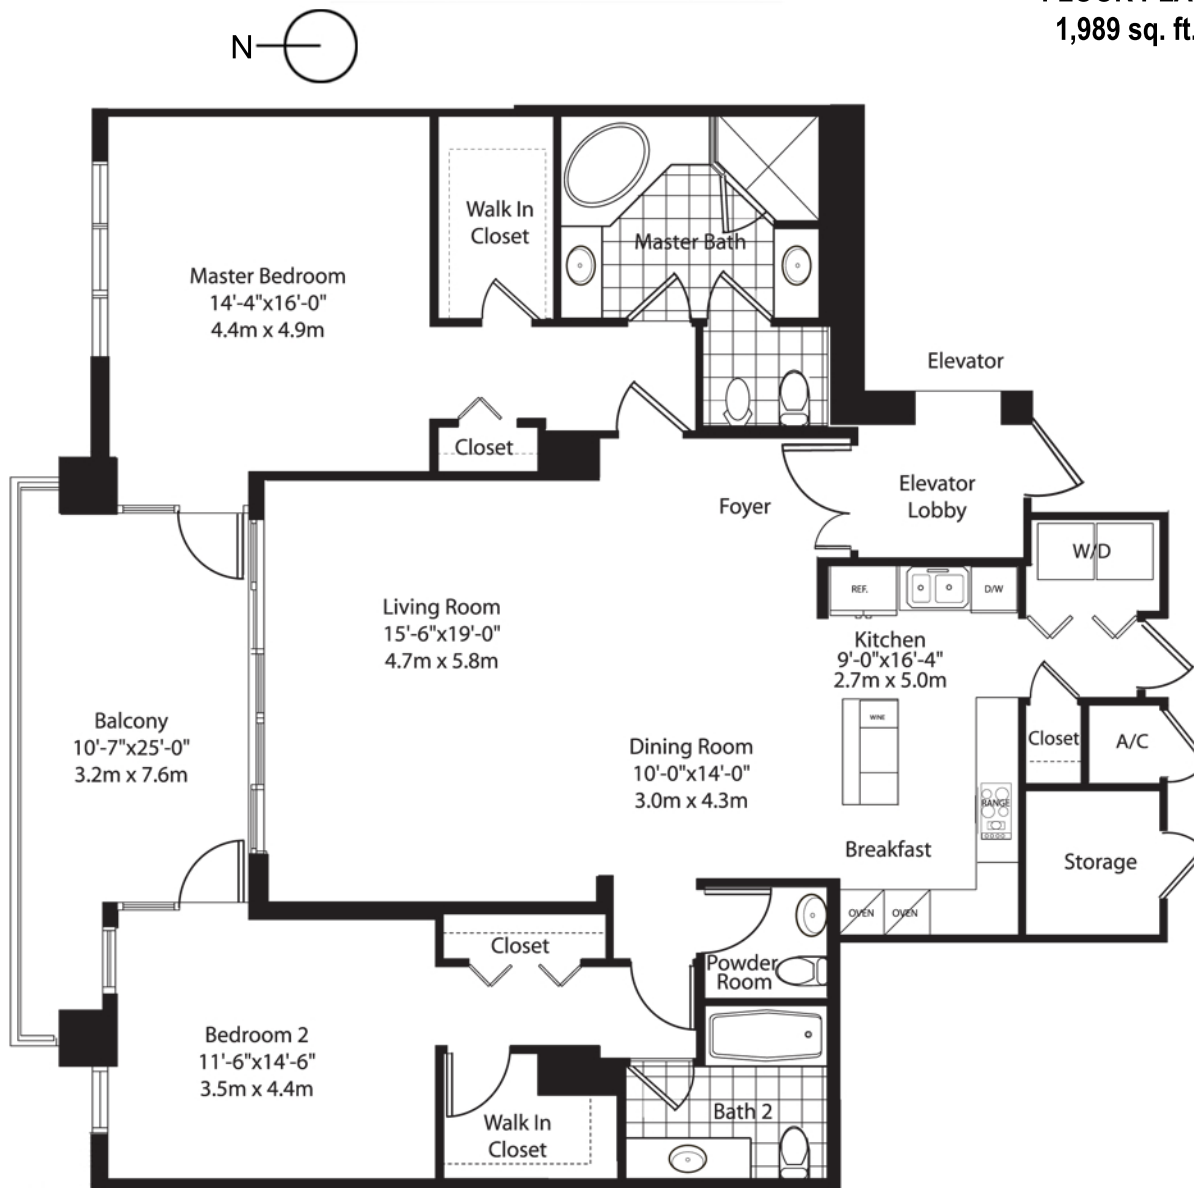 1,989 sq. ft.
N
Walk In
Closet
Master Bath
Master Bedroom
14'-4"x16'-0"
4.4m x 4.9m
Elevator
Closet
Elevator
Lobby
Foyer
W/D
REF.
D/W
Living Room
15'-6"x19'-0"
4.7m x 5.8m
Kitchen
9'-0"x16'-4"
2.7m x 5.0m
WINE
Balcony
10'-7"x25'-0"
3.2m x 7.6m
Dining Room
10'-0"x14'-0"
3.0m x 4.3m
Closet
A/C
RANGE
Breakfast
Storage
OVEN
OVEN
Closet
Powder
Room
Bedroom 2
11'-6"x14'-6"
3.5m x 4.4m
Walk In
Closet
Bath 2